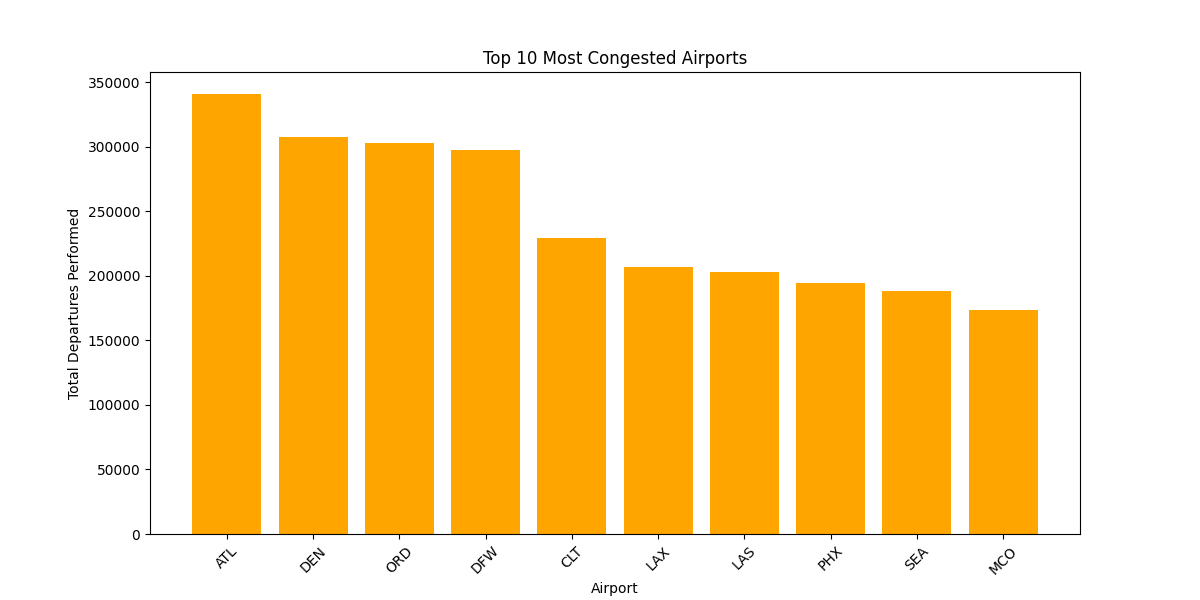 Top 10 Most Congested Airports
Total Departures Performed
350000
300000
250000
200000
150000
100000
50000
0
ATL
DEN
ORD
DFW
CLT
LAX
LAS
PHX
SEA
MCO
Airport